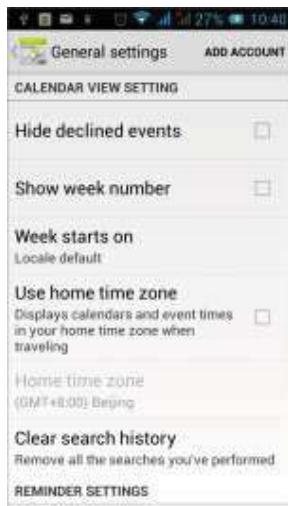 27% 10:40
General settings ADD ACCOUNT
CALENDAR VIEW SETTING
Hide declined events
Show week number
Week starts on
Locale default
Use home time zone
Displays calendars and event times
in your home time zone when
traveling
Home time zone
(GMT+8:00) Beijing
Clear search history
Remove all the searches you've performed
REMINDER SETTINGS